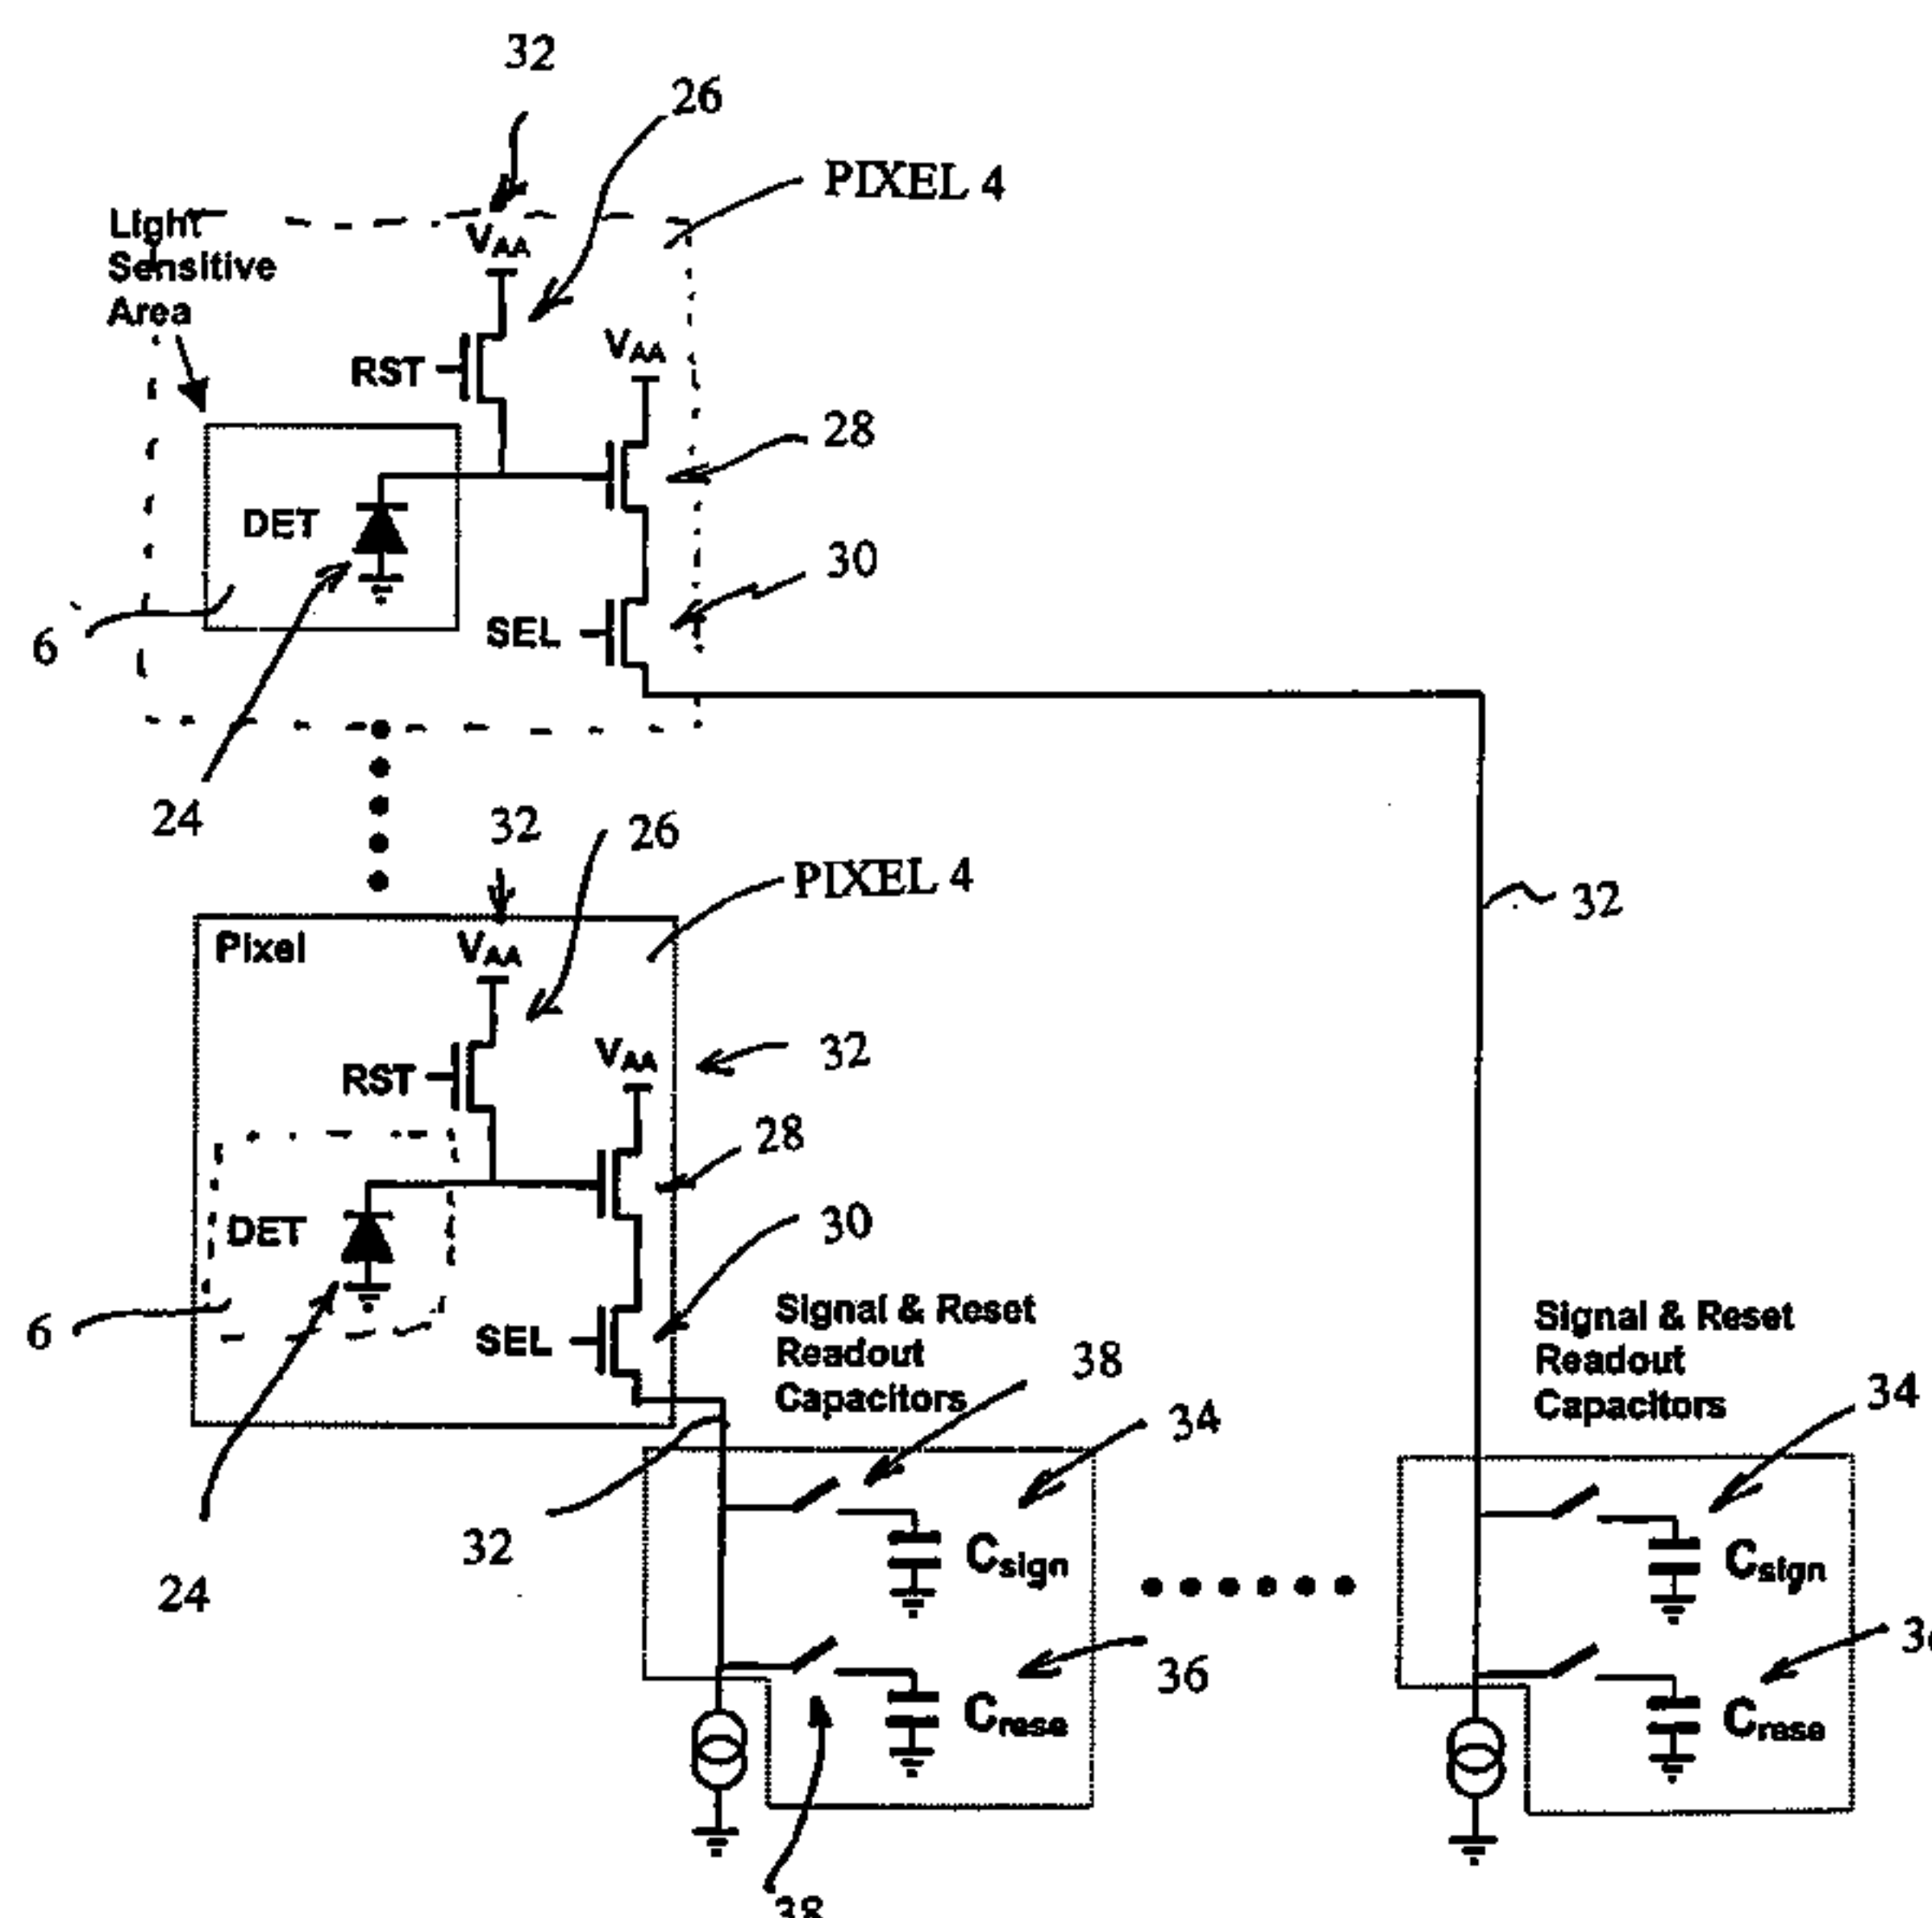 32
26
PIXEL 4
Light
Sensitive
Area
VAA
RST
VAA
28
DET
30
SEL
6
24
32
26
PIXEL 4
32
Pixel
VAA
VAA
32
RST
28
DET
30
6
SEL
Signal & Reset
Readout
Capacitors
38
34
Signal & Reset
Readout
Capacitors
34
32
24
Csign
Csign
36
Crese
Crese
38